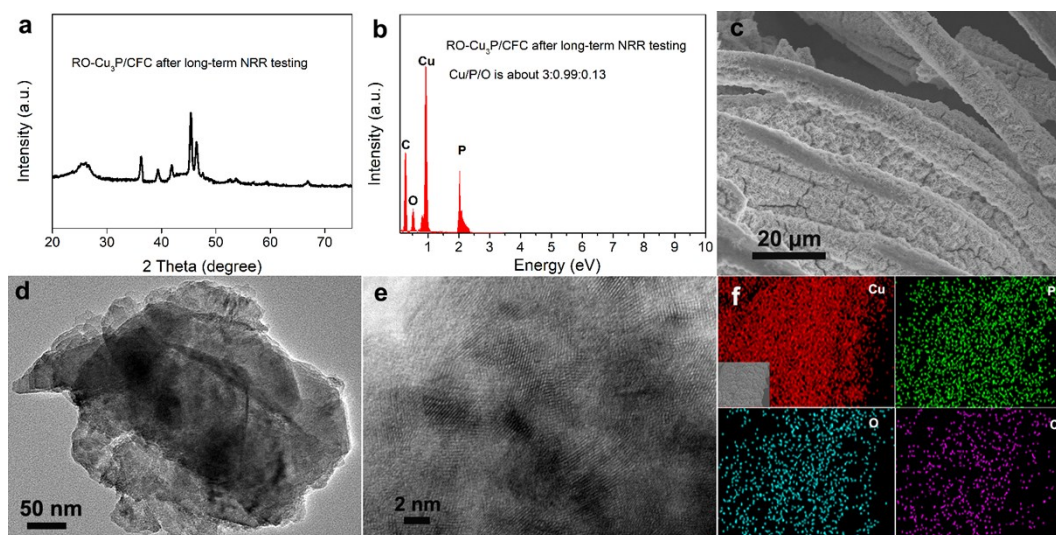 a
RO-Cu₃P/CFC after long-term NRR testing
Intensity (a.u.)
20 30 40 50 60 70
2 Theta (degree)
b
RO-Cu₃P/CFC after long-term NRR testing
Cu/P/O is about 3:0.99:0.13
Cu
C
P
O
Intensity (a.u.)
1 2 3 4 5 6 7 8 9 10
Energy (eV)
c
20 μm
d
50 nm
e
2 nm
f
Cu
P
O
C